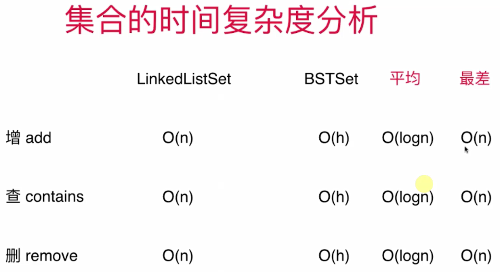 集合的时间复杂度分析
LinkedListSet BSTSet 平均 最差
增 add O(n) O(h) O(logn) O(n)
查 contains O(n) O(h) O(logn) O(n)
删 remove O(n) O(h) O(logn) O(n)